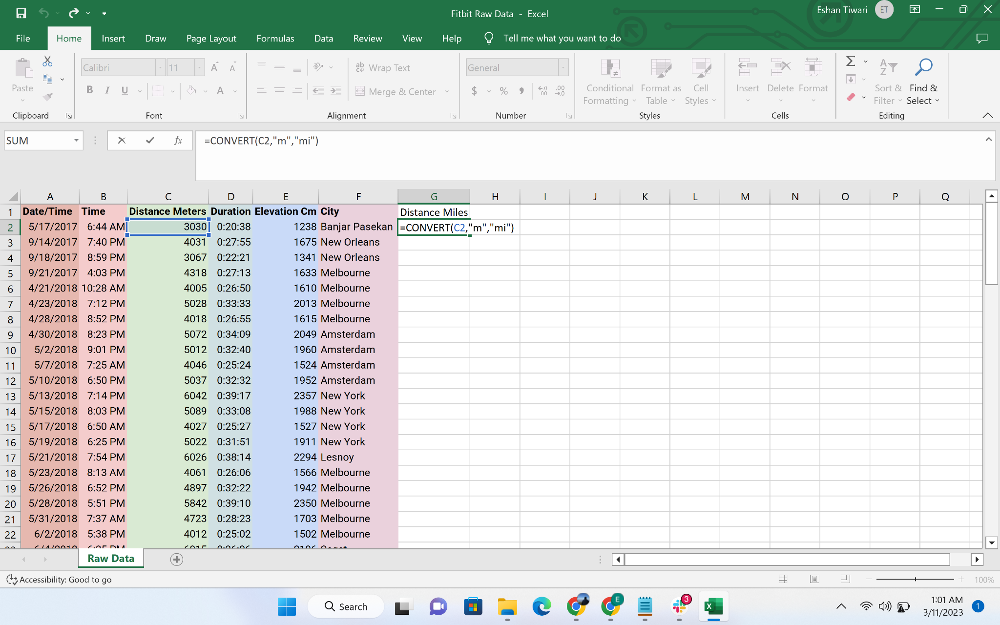 Fitbit Raw Data - Excel
Eshan Tiwari ET
File Home Insert Draw Page Layout Formulas Data Review View Help Tell me what you want to do
Paste
Clipboard
Calibri 11
B I U A
Font
ab Wrap Text
Merge & Center
Alignment
General
$ % 9 .00 .00
Number
Conditional Formatting
Format as Table
Cell Styles
Styles
Insert Delete Format
Cells
Sort & Filter
Find & Select
Editing
SUM fx =CONVERT(C2,"m","mi")
A B C D E F G H I J K L M N O P Q
1 Date/Time Time Distance Meters Duration Elevation Cm City Distance Miles
2 5/17/2017 6:44 AM 3030 0:20:38 1238 Banjar Pasekan =CONVERT(C2,"m","mi")
3 9/14/2017 7:40 PM 4031 0:27:55 1675 New Orleans
4 9/18/2017 8:59 PM 3067 0:22:21 1341 New Orleans
5 9/21/2017 4:03 PM 4318 0:27:13 1633 Melbourne
6 4/21/2018 10:28 AM 4005 0:26:50 1610 Melbourne
7 4/23/2018 7:12 PM 5028 0:33:33 2013 Melbourne
8 4/28/2018 8:52 PM 4018 0:26:55 1615 Melbourne
9 4/30/2018 8:23 PM 5072 0:34:09 2049 Amsterdam
10 5/2/2018 9:01 PM 5012 0:32:40 1960 Amsterdam
11 5/7/2018 7:25 AM 4046 0:25:24 1524 Amsterdam
12 5/10/2018 6:50 PM 5037 0:32:32 1952 Amsterdam
13 5/13/2018 7:14 PM 6042 0:39:17 2357 New York
14 5/15/2018 8:03 PM 5089 0:33:08 1988 New York
15 5/17/2018 6:50 AM 4027 0:25:27 1527 New York
16 5/19/2018 6:25 PM 5022 0:31:51 1911 New York
17 5/21/2018 7:54 PM 6026 0:38:14 2294 Lesnoy
18 5/23/2018 8:13 AM 4061 0:26:06 1566 Melbourne
19 5/26/2018 6:52 PM 4897 0:32:22 1942 Melbourne
20 5/28/2018 5:51 PM 5842 0:39:10 2350 Melbourne
21 5/31/2018 7:37 AM 4723 0:28:23 1703 Melbourne
22 6/2/2018 5:38 PM 4012 0:25:02 1502 Melbourne
Raw Data
Accessibility: Good to go
100%
Search
E
3
1:01 AM
3/11/2023
1